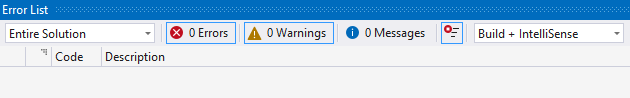 Error List
Entire Solution 0 Errors 0 Warnings 0 Messages Build + IntelliSense
Code Description